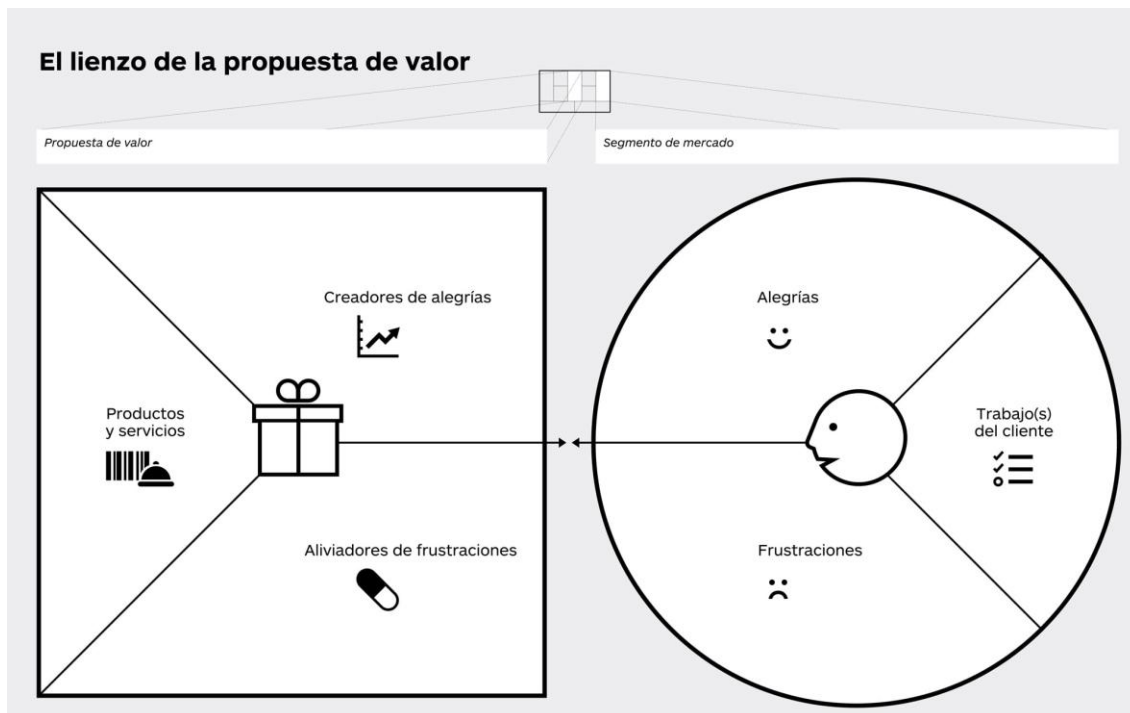 El lienzo de la propuesta de valor
Propuesta de valor
Segmento de mercado
Creadores de alegrías
Alegrías
Productos
y servicios
Trabajo(s)
del cliente
Aliviadores de frustraciones
Frustraciones